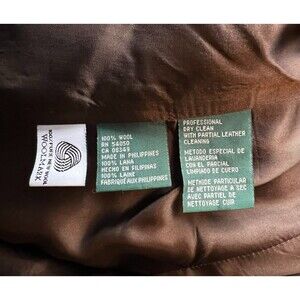 100% PURE NEW WOOL
WOOLMARK
100% WOOL
RN 54050
CA 08349
MADE IN PHILIPPINES
100% LANA
HECHO EN FILIPINAS
100% LAINE
FABRIQUÉ AUX PHILIPPINES
PROFESSIONAL
DRY CLEAN
WITH PARTIAL LEATHER
CLEANING
METODO ESPECIAL DE
LAVANDERIA
CON EL PARCIAL
LIMPIADO DE CUERO
METHODE PARTICULAR
DE NETTOYAGE A SEC
AVEC PARTIEL DE
NETTOYAGE CUIR